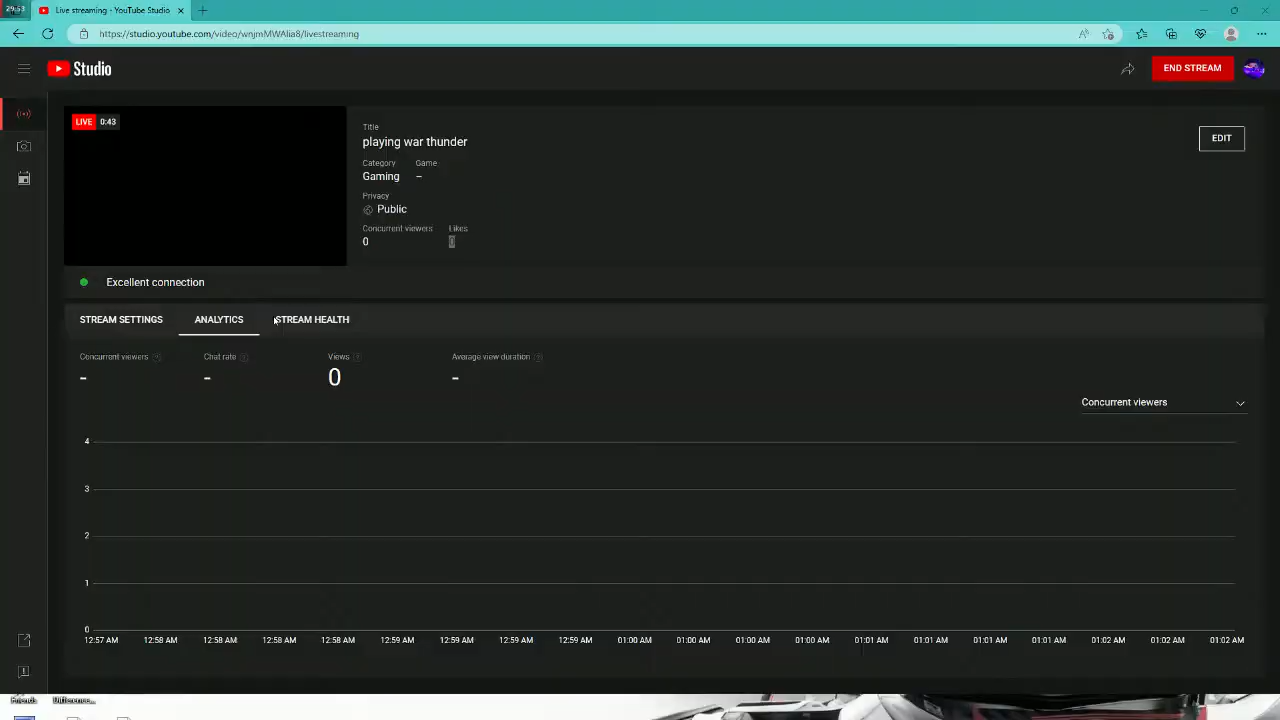 29:53
Live streaming - YouTube Studio
https://studio.youtube.com/video/wnjmMWAlia8/livestreaming
Studio
END STREAM
LIVE 0:43
Title
playing war thunder
EDIT
Category Game
Gaming –
Privacy
Public
Concurrent viewers Likes
0 0
Excellent connection
STREAM SETTINGS ANALYTICS STREAM HEALTH
Concurrent viewers Chat rate Views Average view duration
- - 0 -
Concurrent viewers
4
3
2
1
0
12:57 AM 12:58 AM 12:58 AM 12:58 AM 12:58 AM 12:59 AM 12:59 AM 12:59 AM 12:59 AM 01:00 AM 01:00 AM 01:00 AM 01:00 AM 01:01 AM 01:01 AM 01:01 AM 01:01 AM 01:02 AM 01:02 AM 01:02 AM
Friends Difference...